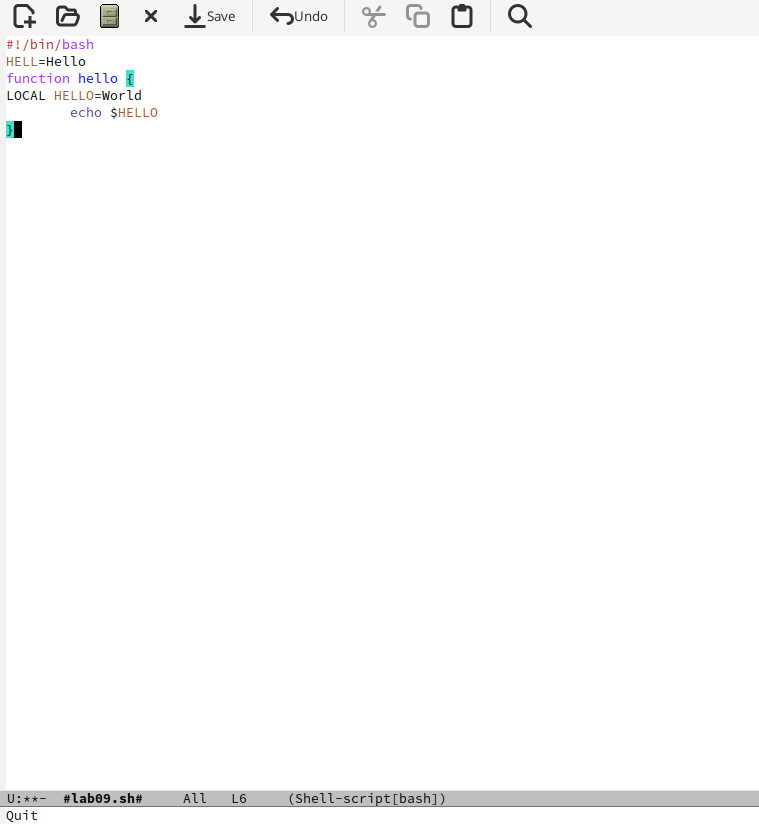 Save Undo
#!/bin/bash
HELL=Hello
function hello {
LOCAL HELLO=World
        echo $HELLO
}
U:**-  #lab09.sh#     All   L6     (Shell-script[bash])
Quit